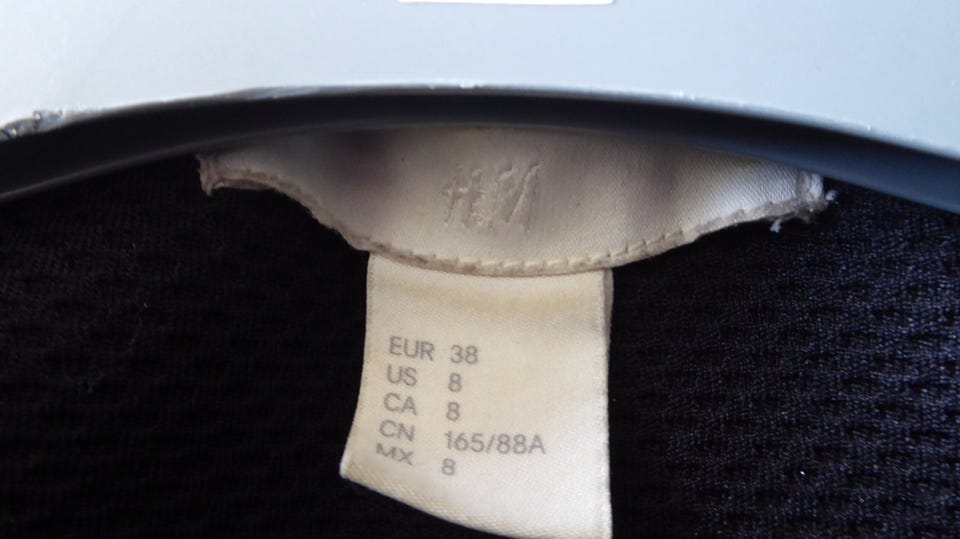 H&M
EUR 38
US 8
CA 8
CN 165/88A
MX 8